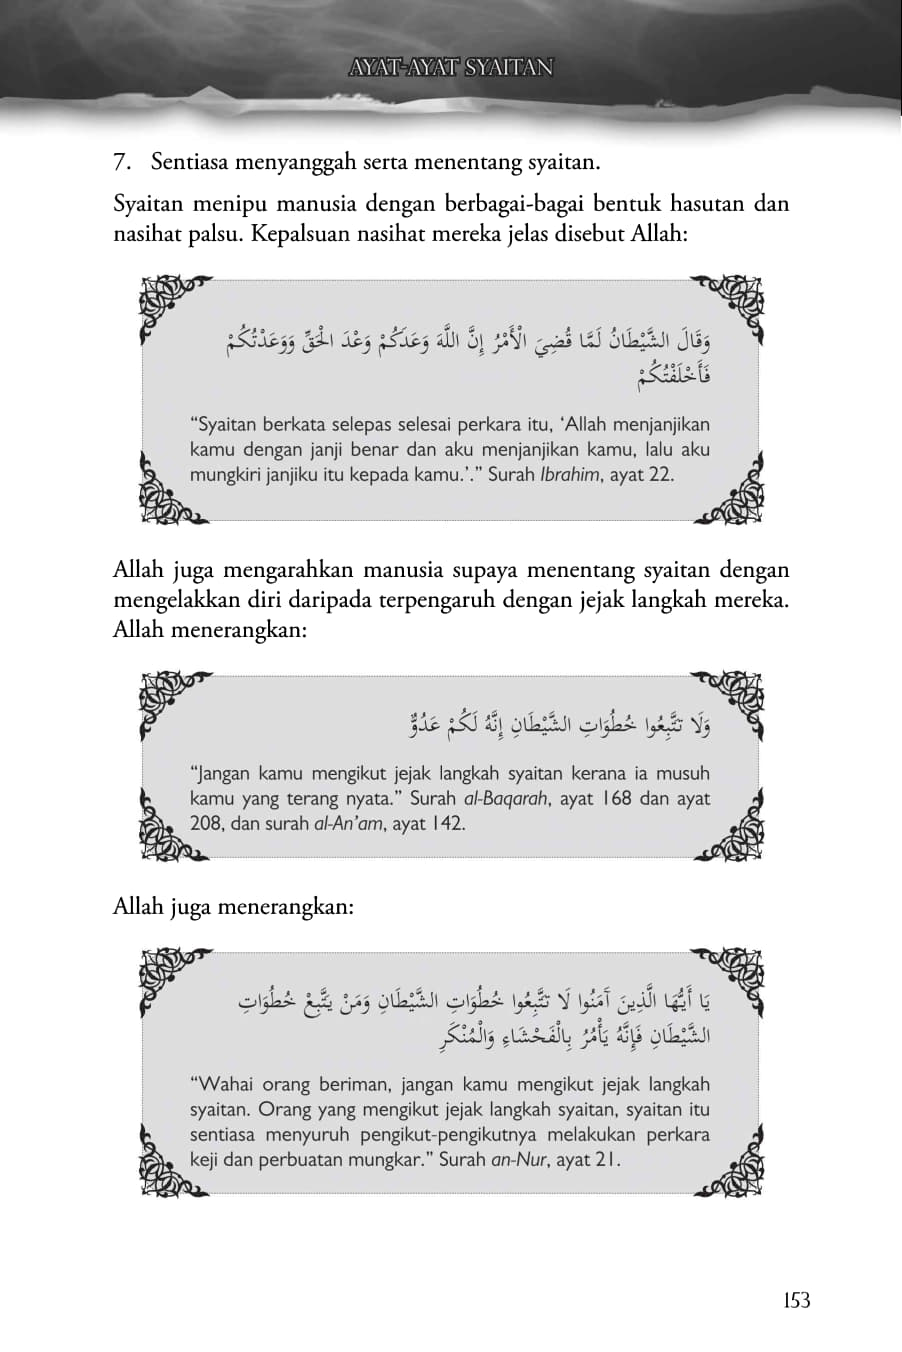 AYAT-AYAT SYAITAN
7. Sentiasa menyanggah serta menentang syaitan.
Syaitan menipu manusia dengan berbagai-bagai bentuk hasutan dan
nasihat palsu. Kepalsuan nasihat mereka jelas disebut Allah:
وَقَالَ الشَّيْطَانُ لَمَّا قُضِيَ الْأَمْرُ إِنَّ اللَّهَ وَعَدَكُمْ وَعْدَ الْحَقِّ وَوَعَدْتُكُمْ
فَأَخْلَفْتُكُمْ
“Syaitan berkata selepas selesai perkara itu, ‘Allah menjanjikan
kamu dengan janji benar dan aku menjanjikan kamu, lalu aku
mungkiri janjiku itu kepada kamu.’.” Surah Ibrahim, ayat 22.
Allah juga mengarahkan manusia supaya menentang syaitan dengan
mengelakkan diri daripada terpengaruh dengan jejak langkah mereka.
Allah menerangkan:
وَلَا تَتَّبِعُوا خُطُوَاتِ الشَّيْطَانِ إِنَّهُ لَكُمْ عَدُوٌّ
“Jangan kamu mengikut jejak langkah syaitan kerana ia musuh
kamu yang terang nyata.” Surah al-Baqarah, ayat 168 dan ayat
208, dan surah al-An’am, ayat 142.
Allah juga menerangkan:
يَا أَيُّهَا الَّذِينَ آمَنُوا لَا تَتَّبِعُوا خُطُوَاتِ الشَّيْطَانِ وَمَنْ يَتَّبِعْ خُطُوَاتِ
الشَّيْطَانِ فَإِنَّهُ يَأْمُرُ بِالْفَحْشَاءِ وَالْمُنْكَرِ
“Wahai orang beriman, jangan kamu mengikut jejak langkah
syaitan. Orang yang mengikut jejak langkah syaitan, syaitan itu
sentiasa menyuruh pengikut-pengikutnya melakukan perkara
keji dan perbuatan mungkar.” Surah an-Nur, ayat 21.
153